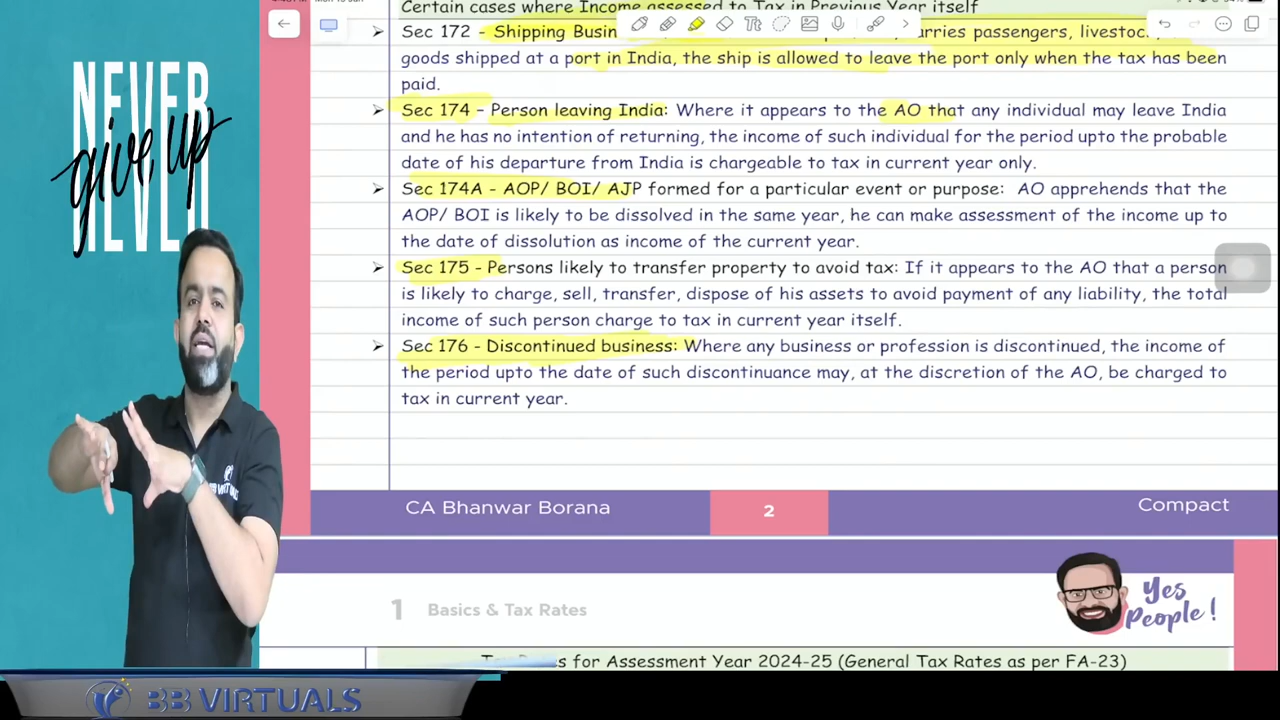 Certain cases where Income assessed to Tax in Previous Year itself
Sec 172 - Shipping Busin
arries passengers, livestoc
goods shipped at a port in India, the ship is allowed to leave the port only when the tax has been
paid.
Sec 174 - Person leaving India: Where it appears to the AO that any individual may leave India
and he has no intention of returning, the income of such individual for the period upto the probable
date of his departure from India is chargeable to tax in current year only.
Sec 174A - AOP/ BOI/ AJP formed for a particular event or purpose: AO apprehends that the
AOP/ BOI is likely to be dissolved in the same year, he can make assessment of the income up to
the date of dissolution as income of the current year.
Sec 175 - Persons likely to transfer property to avoid tax: If it appears to the AO that a person
is likely to charge, sell, transfer, dispose of his assets to avoid payment of any liability, the total
income of such person charge to tax in current year itself.
Sec 176 - Discontinued business: Where any business or profession is discontinued, the income of
the period upto the date of such discontinuance may, at the discretion of the AO, be charged to
tax in current year.
CA Bhanwar Borana
2
Compact
1 Basics & Tax Rates
Yes
People !
s for Assessment Year 2024-25 (General Tax Rates as per FA-23)
NEVER
give up
NEVER
BB VIRTUALS